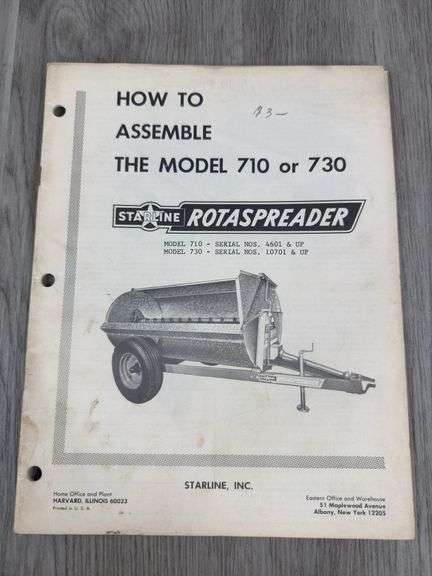 HOW TO
ASSEMBLE
THE MODEL 710 or 730
$3-
STARLINE ROTASPREADER
MODEL 710 - SERIAL NOS. 4601 & UP
MODEL 730 - SERIAL NOS. 10701 & UP
STARLINE, INC.
Home Office and Plant
HARVARD, ILLINOIS 60033
Printed in U. S. A.
Eastern Office and Warehouse
51 Maplewood Avenue
Albany, New York 12205